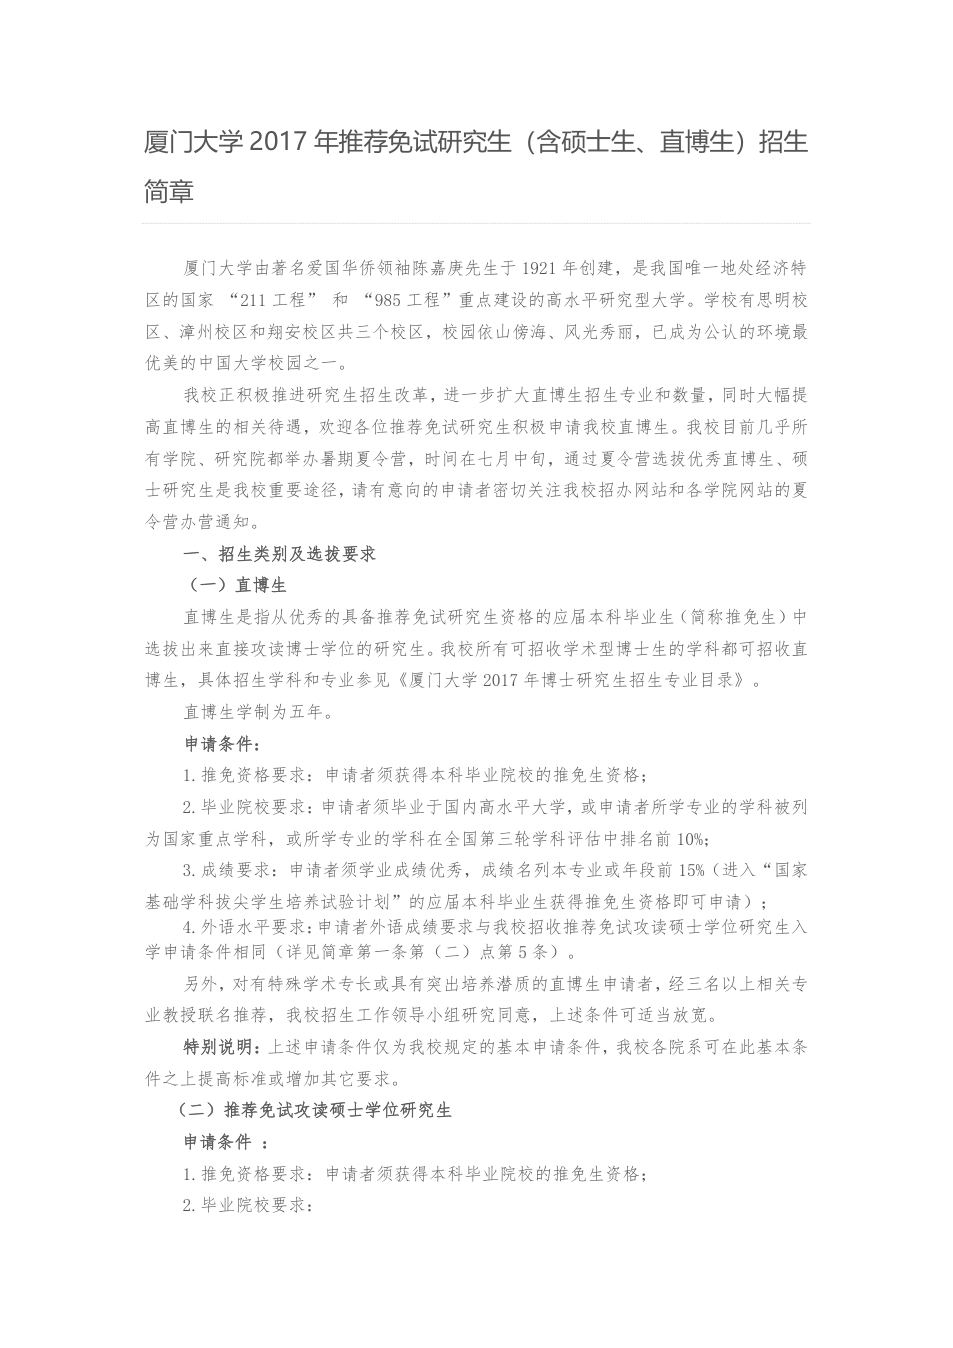 厦门大学 2017 年推荐免试研究生（含硕士生、直博生）招生
简章
厦门大学由著名爱国华侨领袖陈嘉庚先生于 1921 年创建，是我国唯一地处经济特
区的国家 “211 工程” 和 “985 工程”重点建设的高水平研究型大学。学校有思明校
区、漳州校区和翔安校区共三个校区，校园依山傍海、风光秀丽，已成为公认的环境最
优美的中国大学校园之一。
我校正积极推进研究生招生改革，进一步扩大直博生招生专业和数量，同时大幅提
高直博生的相关待遇，欢迎各位推荐免试研究生积极申请我校直博生。我校目前几乎所
有学院、研究院都举办暑期夏令营，时间在七月中旬，通过夏令营选拔优秀直博生、硕
士研究生是我校重要途径，请有意向的申请者密切关注我校招办网站和各学院网站的夏
令营办营通知。
一、招生类别及选拔要求
（一）直博生
直博生是指从优秀的具备推荐免试研究生资格的应届本科毕业生（简称推免生）中
选拔出来直接攻读博士学位的研究生。我校所有可招收学术型博士生的学科都可招收直
博生，具体招生学科和专业参见《厦门大学 2017 年博士研究生招生专业目录》。
直博生学制为五年。
申请条件：
1. 推免资格要求：申请者须获得本科毕业院校的推免生资格；
2. 毕业院校要求：申请者须毕业于国内高水平大学，或申请者所学专业的学科被列
为国家重点学科，或所学专业的学科在全国第三轮学科评估中排名前 10%；
3. 成绩要求：申请者须学业成绩优秀，成绩名列本专业或年段前 15%（进入“国家
基础学科拔尖学生培养试验计划”的应届本科毕业生获得推免生资格即可申请）；
4. 外语水平要求：申请者外语成绩要求与我校招收推荐免试攻读硕士学位研究生入
学申请条件相同（详见简章第一条第（二）点第 5 条）。
另外，对有特殊学术专长或具有突出培养潜质的直博生申请者，经三名以上相关专
业教授联名推荐，我校招生工作领导小组研究同意，上述条件可适当放宽。
特别说明：上述申请条件仅为我校规定的基本申请条件，我校各院系可在此基本条
件之上提高标准或增加其它要求。
（二）推荐免试攻读硕士学位研究生
申请条件 ：
1. 推免资格要求：申请者须获得本科毕业院校的推免生资格；
2. 毕业院校要求：